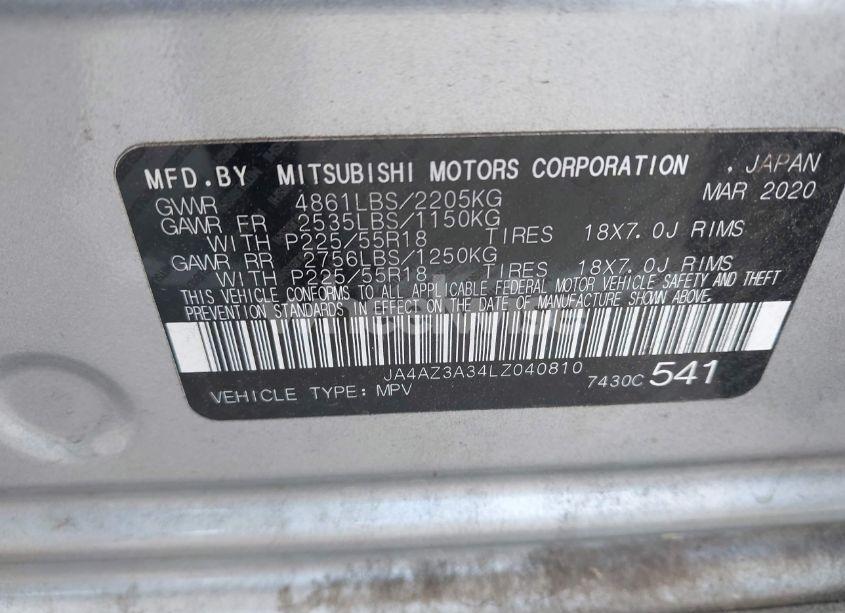 MFD.BY MITSUBISHI MOTORS CORPORATION , JAPAN
GVWR 4861LBS/2205KG MAR 2020
GAWR FR 2535LBS/1150KG
WITH P225/55R18 TIRES 18X7.0J RIMS
GAWR RR 2756LBS/1250KG
WITH P225/55R18 TIRES 18X7.0J RIMS
THIS VEHICLE CONFORMS TO ALL APPLICABLE FEDERAL MOTOR VEHICLE SAFETY AND THEFT
PREVENTION STANDARDS IN EFFECT ON THE DATE OF MANUFACTURE SHOWN ABOVE.
JA4AZ3A34LZ040810
VEHICLE TYPE: MPV 7430C 541